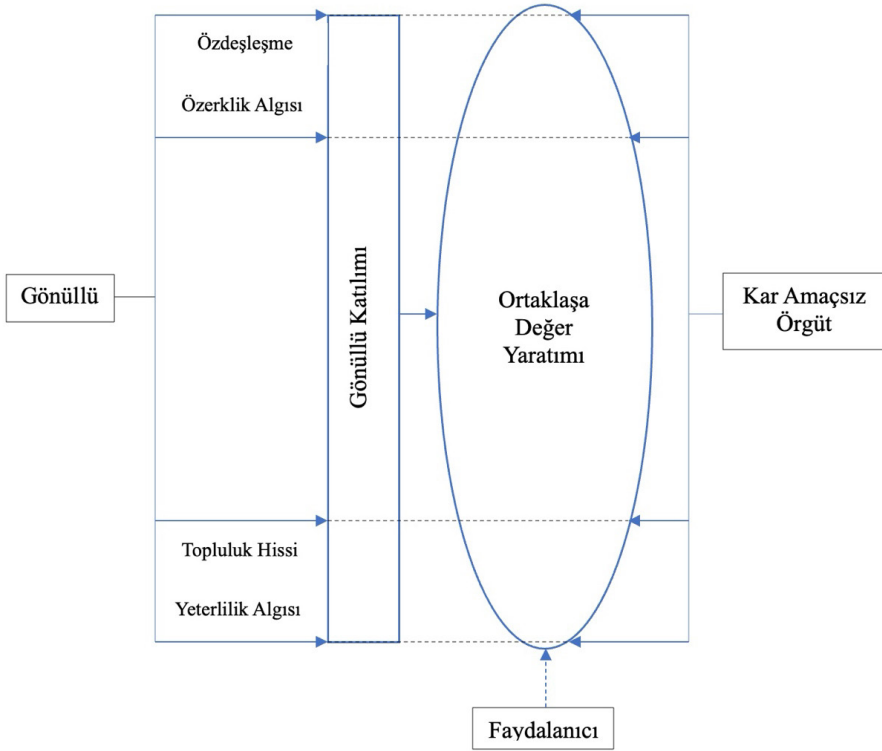 Özdeşleşme
Özerklik Algısı
Gönüllü
Gönüllü Katılımı
Ortaklaşa
Değer
Yaratımı
Kar Amaçsız
Örgüt
Topluluk Hissi
Yeterlilik Algısı
Faydalanıcı